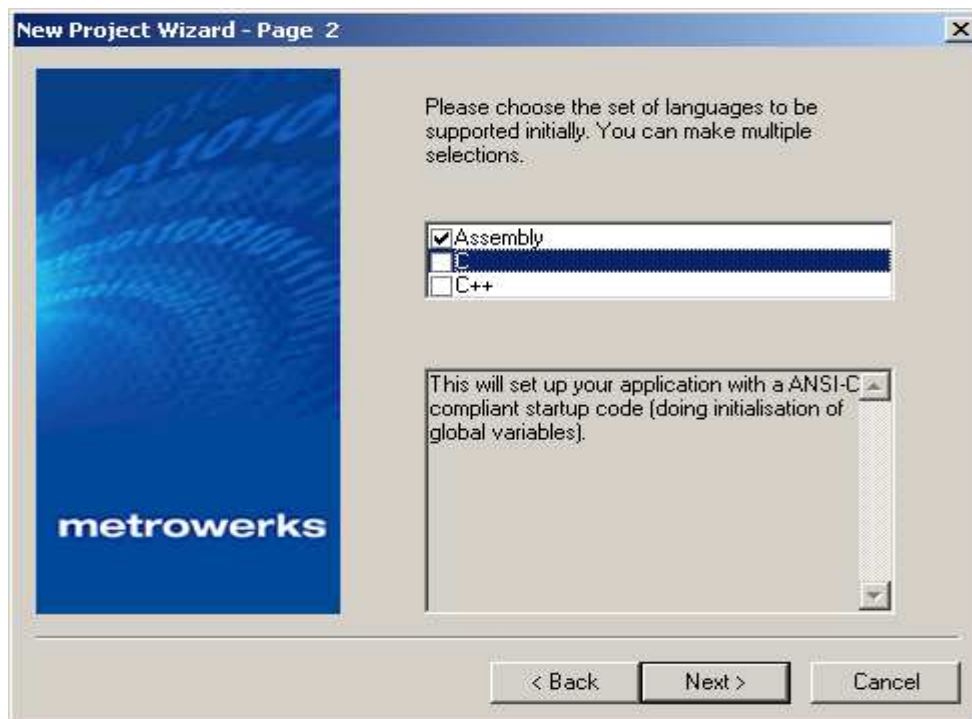 New Project Wizard - Page 2
Please choose the set of languages to be
supported initially. You can make multiple
selections.
Assembly
C
C++
This will set up your application with a ANSI-C
compliant startup code (doing initialisation of
global variables).
metrowerks
< Back
Next >
Cancel